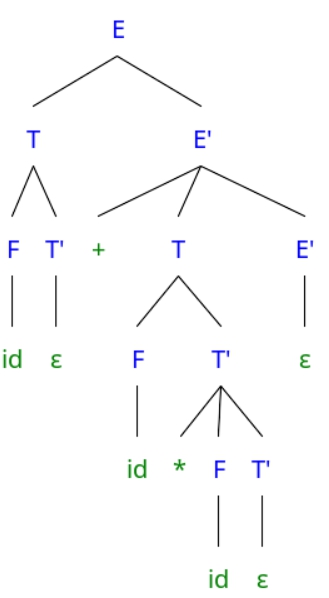 E
T E'
F T' + T E'
id ε F T' ε
id * F T'
id ε